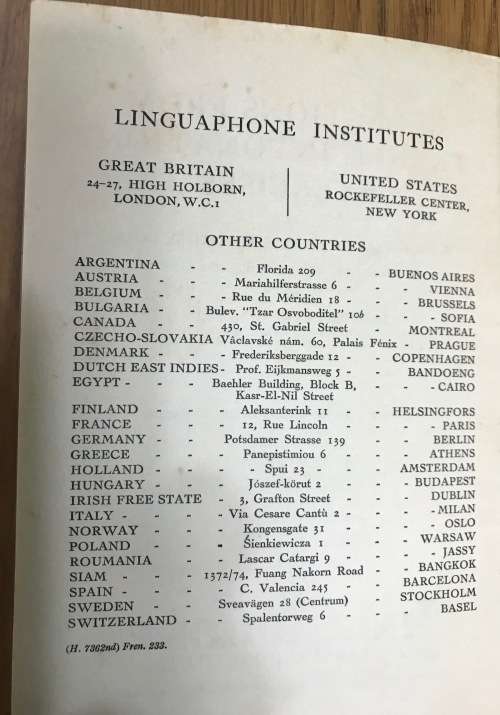 LINGUAPHONE INSTITUTES
GREAT BRITAIN
24–27, HIGH HOLBORN,
LONDON, W.C.1
UNITED STATES
ROCKEFELLER CENTER,
NEW YORK
OTHER COUNTRIES
ARGENTINA - - Florida 209 - - BUENOS AIRES
AUSTRIA - - - Mariahilferstrasse 6 - - - VIENNA
BELGIUM - - - Rue du Méridien 18 - - - BRUSSELS
BULGARIA - - Bulev. "Tzar Osvoboditel" 10b - - SOFIA
CANADA - - 430, St. Gabriel Street - - MONTREAL
CZECHO-SLOVAKIA Václavské nám. 60, Palais Fénix - PRAGUE
DENMARK - - - Frederiksberggade 12 - - COPENHAGEN
DUTCH EAST INDIES - Prof. Eijkmansweg 5 - - BANDOENG
EGYPT - - - Baehler Building, Block B, - - - CAIRO
Kasr-El-Nil Street
FINLAND - - Aleksanterink 11 - - HELSINGFORS
FRANCE - - - 12, Rue Lincoln - - - - PARIS
GERMANY - - Potsdamer Strasse 139 - - BERLIN
GREECE - - - Panepistimiou 6 - - - ATHENS
HOLLAND - - - - Spui 23 - - - AMSTERDAM
HUNGARY - - - József-körut 2 - - - BUDAPEST
IRISH FREE STATE - 3, Grafton Street - - - DUBLIN
ITALY - - - Via Cesare Cantù 2 - - - - MILAN
NORWAY - - - Kongensgate 31 - - - - OSLO
POLAND - - - Sienkiewicza 1 - - - WARSAW
ROUMANIA - - Lascar Catargi 9 - - - - JASSY
SIAM - - - 1372/74, Fuang Nakorn Road - - BANGKOK
SPAIN - - - - C. Valencia 245 - - - BARCELONA
SWEDEN - - Sveavägen 28 (Centrum) - - STOCKHOLM
SWITZERLAND - - Spalentorweg 6 - - - BASEL
(H. 7362nd) Fren. 233.